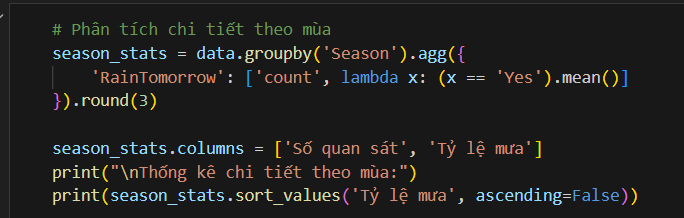 # Phân tích chi tiết theo mùa
season_stats = data.groupby('Season').agg({
    'RainTomorrow': ['count', lambda x: (x == 'Yes').mean()]
}).round(3)

season_stats.columns = ['Số quan sát', 'Tỷ lệ mưa']
print("\nThống kê chi tiết theo mùa:")
print(season_stats.sort_values('Tỷ lệ mưa', ascending=False))